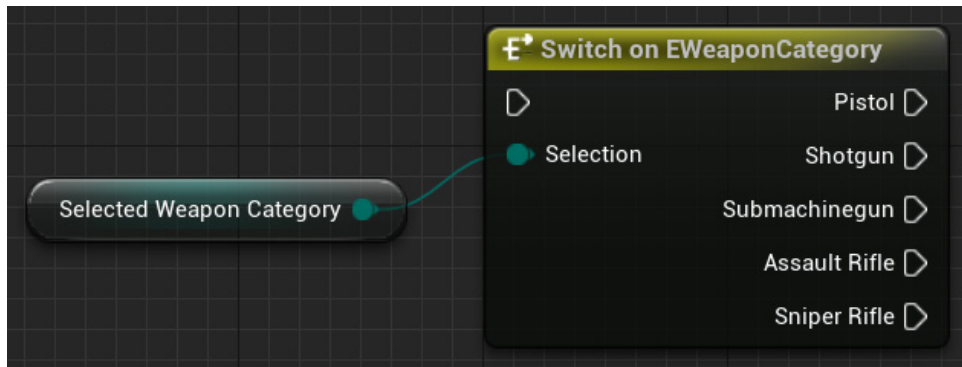 Switch on EWeaponCategory
Pistol
Selection
Shotgun
Selected Weapon Category
Submachinegun
Assault Rifle
Sniper Rifle